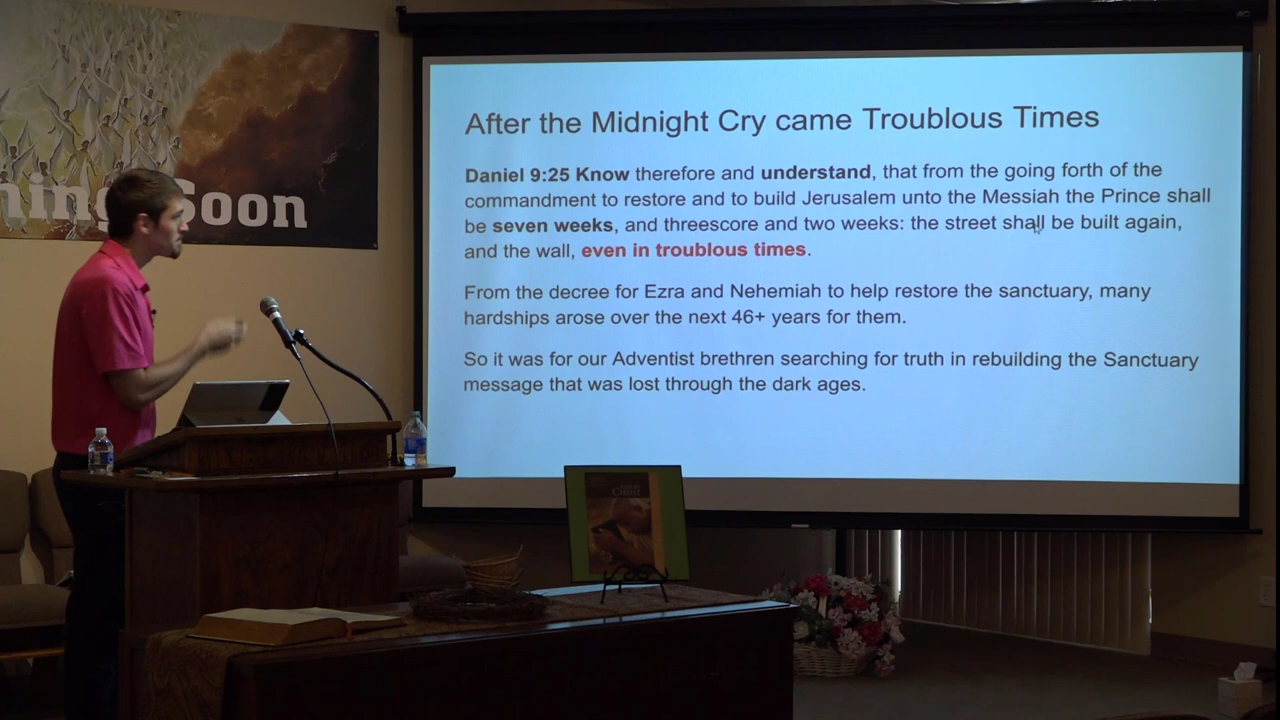 ning Soon
After the Midnight Cry came Troublous Times
Daniel 9:25 Know therefore and understand, that from the going forth of the
commandment to restore and to build Jerusalem unto the Messiah the Prince shall
be seven weeks, and threescore and two weeks: the street shall be built again,
and the wall, even in troublous times.
From the decree for Ezra and Nehemiah to help restore the sanctuary, many
hardships arose over the next 46+ years for them.
So it was for our Adventist brethren searching for truth in rebuilding the Sanctuary
message that was lost through the dark ages.
CHRIST